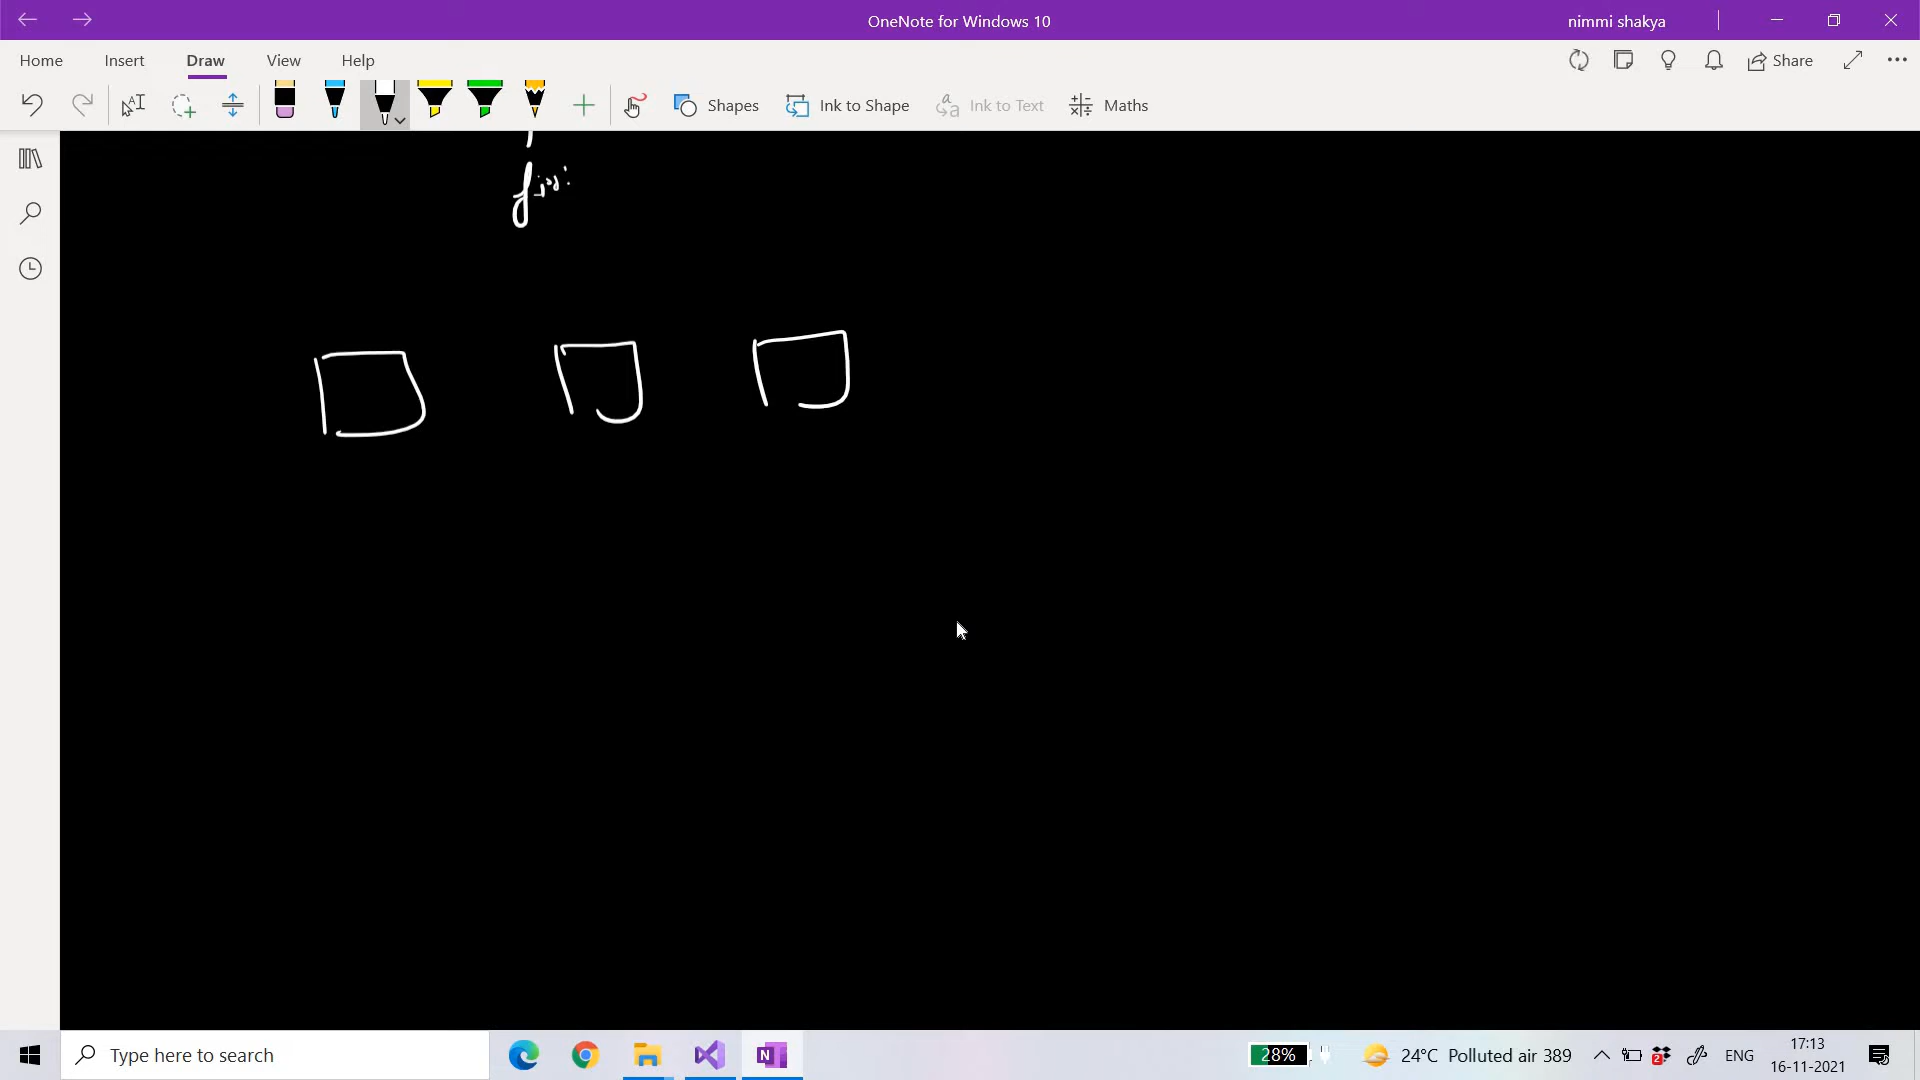 OneNote for Windows 10
nimmi shakya
Home Insert Draw View Help
Share
Shapes Ink to Shape Ink to Text Maths
Type here to search
28%
24°C Polluted air 389
ENG
17:13
16-11-2021